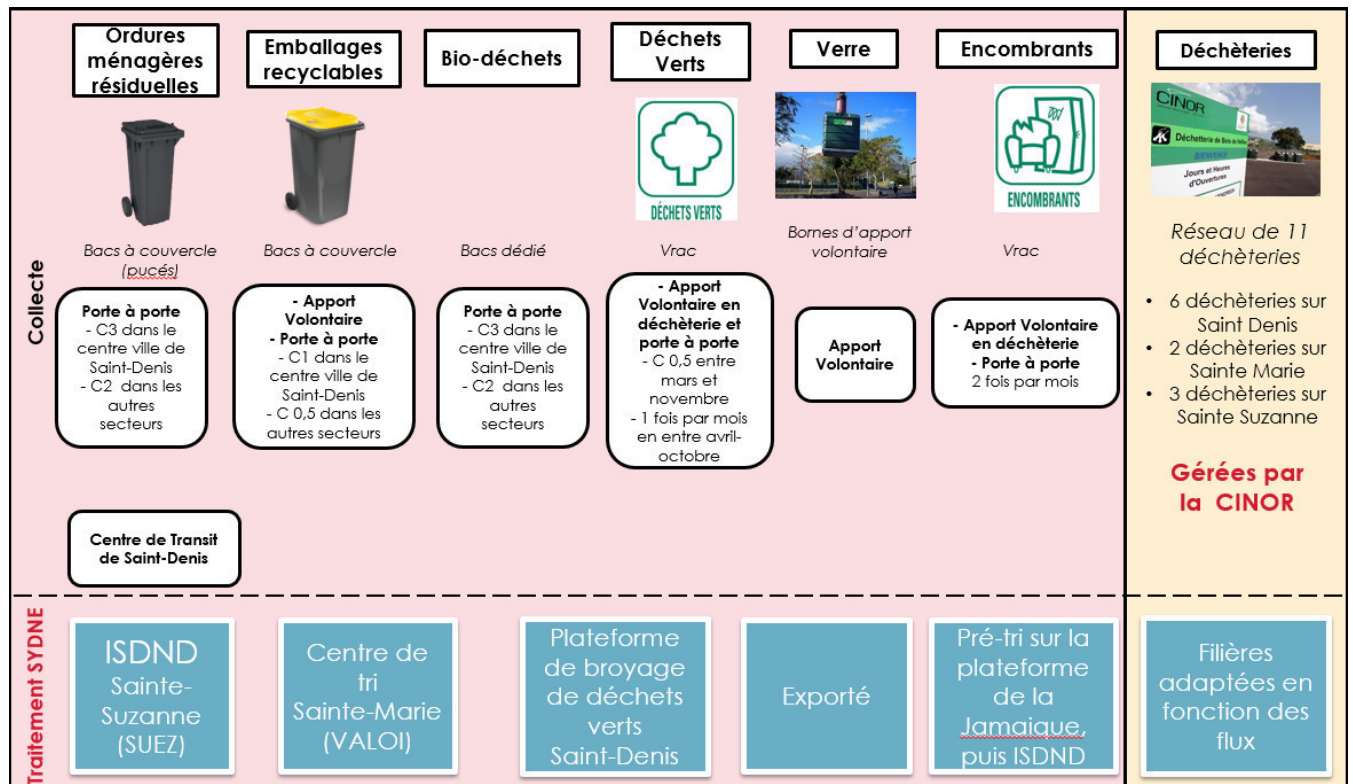 Ordures
ménagères
résiduelles
Emballages
recyclables
Bio-déchets
Déchets
Verts
Verre
Encombrants
Déchèteries
DÉCHETS VERTS
ENCOMBRANTS
CINOR
Déchetterie de Bois de
BIENVENUE
Jours et Heures
d'Ouvertures
Collecte
Bacs à couvercle
(pucés)
Bacs à couvercle
Bacs dédié
Vrac
Bornes d'apport
volontaire
Vrac
Réseau de 11
déchèteries
Porte à porte
- C3 dans le
centre ville de
Saint-Denis
- C2 dans les
autres
secteurs
- Apport
Volontaire
- Porte à porte
- C1 dans le
centre ville de
Saint-Denis
- C 0,5 dans les
autres secteurs
Porte à porte
- C3 dans le
centre ville de
Saint-Denis
- C2 dans les
autres
secteurs
- Apport
Volontaire en
déchèterie et
porte à porte
- C 0,5 entre
mars et
novembre
- 1 fois par mois
en entre avril-
octobre
Apport
Volontaire
- Apport Volontaire
en déchèterie
- Porte à porte
2 fois par mois
• 6 déchèteries sur
Saint Denis
• 2 déchèteries sur
Sainte Marie
• 3 déchèteries sur
Sainte Suzanne
Gérées par
la CINOR
Centre de Transit
de Saint-Denis
Traitement SYDNE
ISDND
Sainte-
Suzanne
(SUEZ)
Centre de
tri
Sainte-Marie
(VALOI)
Plateforme
de broyage
de déchets
verts
Saint-Denis
Exporté
Pré-tri sur la
plateforme
de la
Jamaique,
puis ISDND
Filières
adaptées en
fonction des
flux